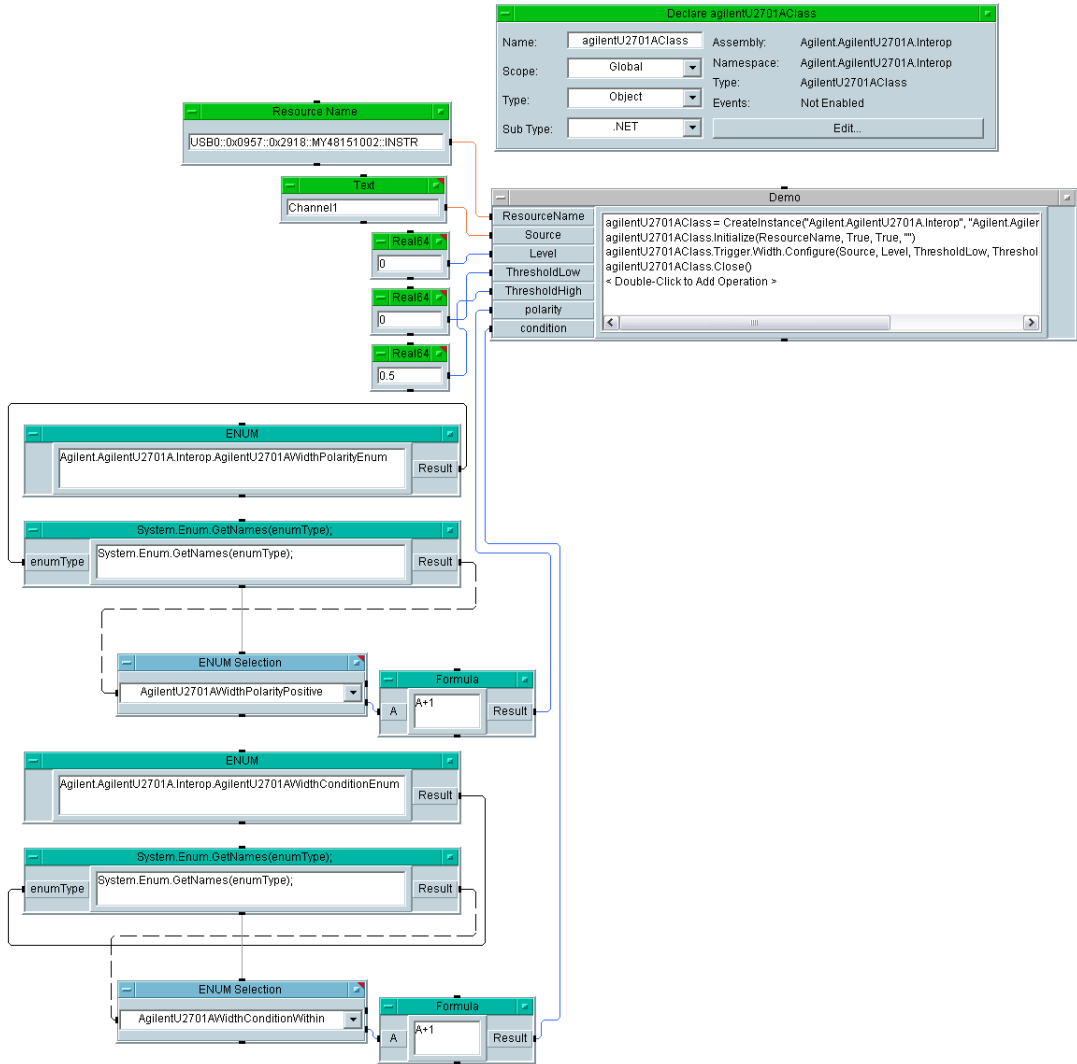 Declare agilentU2701AClass
Name: agilentU2701AClass Assembly: Agilent.AgilentU2701A.Interop
Scope: Global Namespace: Agilent.AgilentU2701A.Interop
Type: AgilentU2701AClass
Type: Object Events: Not Enabled
Sub Type: .NET Edit...
Resource Name
USB0::0x0957::0x2918::MY48151002::INSTR
Text
Channel1
Real64
0
Real64
0
Real64
0.5
Demo
ResourceName
Source
Level
ThresholdLow
ThresholdHigh
polarity
condition
agilentU2701AClass = CreateInstance("Agilent.AgilentU2701A.Interop", "Agilent.Agiler
agilentU2701AClass.Initialize(ResourceName, True, True, "")
agilentU2701AClass.Trigger.Width.Configure(Source, Level, ThresholdLow, Threshol
agilentU2701AClass.Close()
< Double-Click to Add Operation >
ENUM
Agilent.AgilentU2701A.Interop.AgilentU2701AWidthPolarityEnum
Result
System.Enum.GetNames(enumType);
enumType System.Enum.GetNames(enumType); Result
ENUM Selection
AgilentU2701AWidthPolarityPositive
Formula
A A+1 Result
ENUM
Agilent.AgilentU2701A.Interop.AgilentU2701AWidthConditionEnum
Result
System.Enum.GetNames(enumType);
enumType System.Enum.GetNames(enumType); Result
ENUM Selection
AgilentU2701AWidthConditionWithin
Formula
A A+1 Result